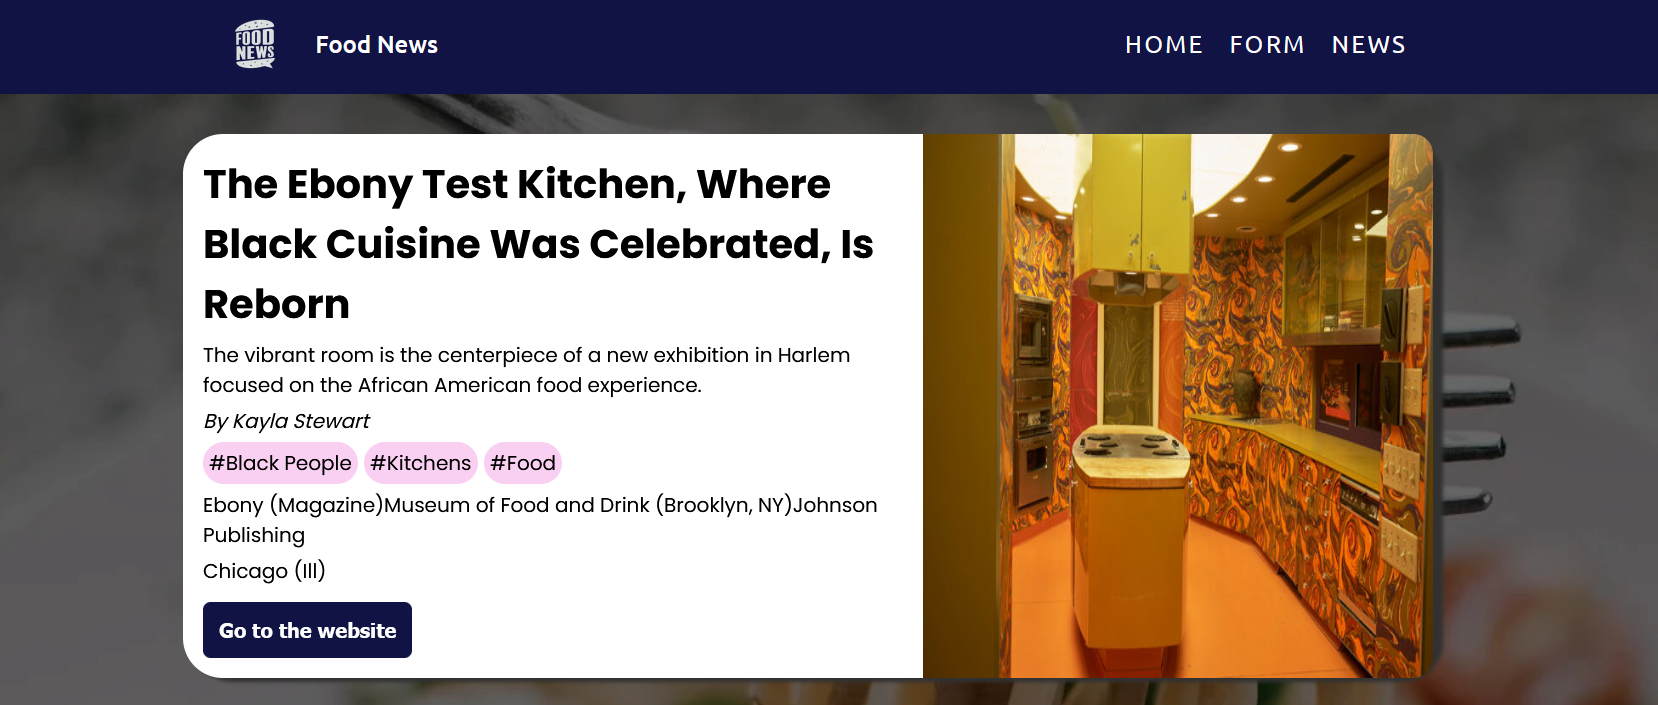 FOOD
NEWS
Food News
HOME FORM NEWS
The Ebony Test Kitchen, Where
Black Cuisine Was Celebrated, Is
Reborn
The vibrant room is the centerpiece of a new exhibition in Harlem
focused on the African American food experience.
By Kayla Stewart
#Black People #Kitchens #Food
Ebony (Magazine)Museum of Food and Drink (Brooklyn, NY)Johnson
Publishing
Chicago (Ill)
Go to the website